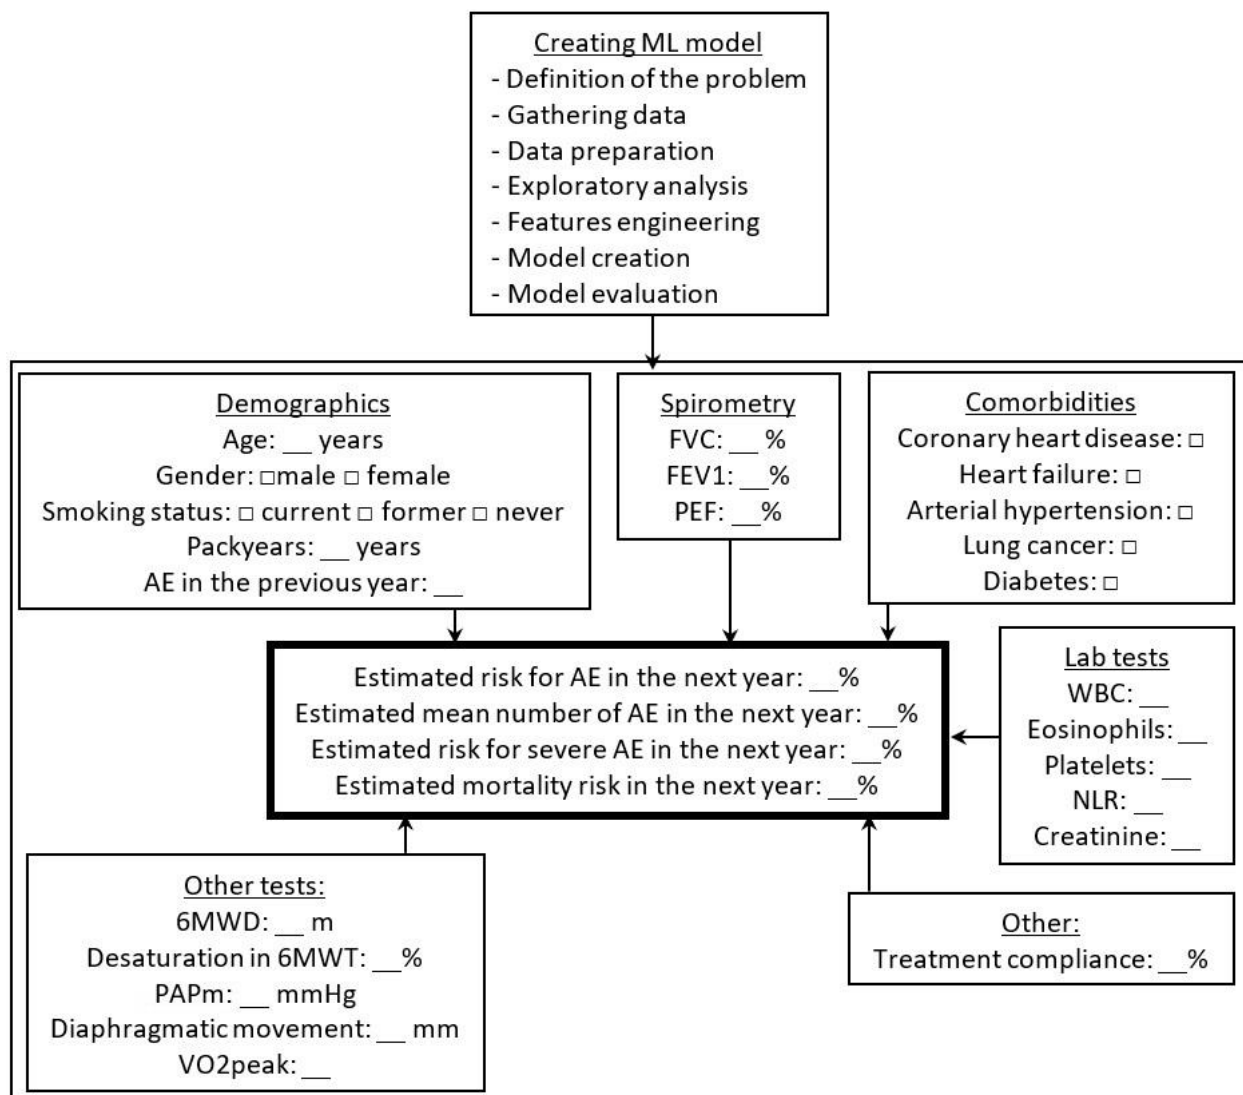 Creating ML model
- Definition of the problem
- Gathering data
- Data preparation
- Exploratory analysis
- Features engineering
- Model creation
- Model evaluation
Demographics
Age: __ years
Gender: □male □ female
Smoking status: □ current □ former □ never
Packyears: __ years
AE in the previous year: __
Spirometry
FVC: __ %
FEV1: __%
PEF: __%
Comorbidities
Coronary heart disease: □
Heart failure: □
Arterial hypertension: □
Lung cancer: □
Diabetes: □
Estimated risk for AE in the next year: __%
Estimated mean number of AE in the next year: __%
Estimated risk for severe AE in the next year: __%
Estimated mortality risk in the next year: __%
Lab tests
WBC: __
Eosinophils: __
Platelets: __
NLR: __
Creatinine: __
Other tests:
6MWD: __ m
Desaturation in 6MWT: __%
PAPm: __ mmHg
Diaphragmatic movement: __ mm
VO2peak: __
Other:
Treatment compliance: __%